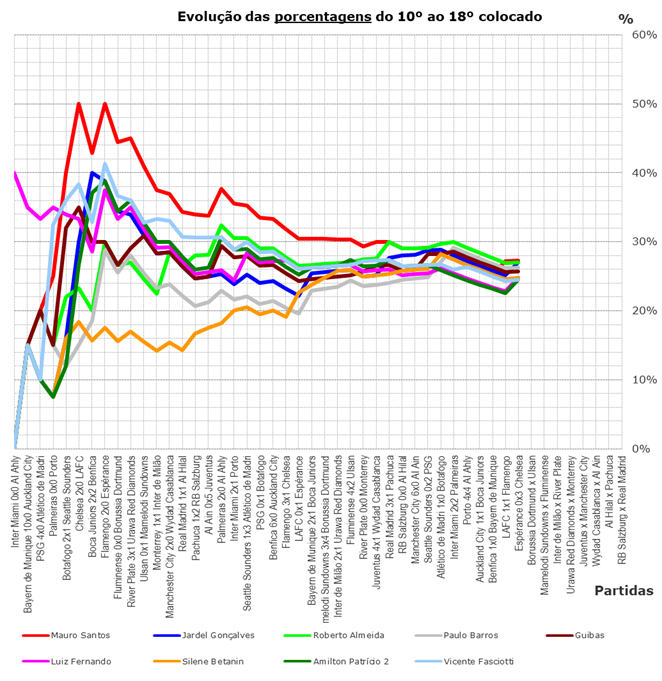 Evolução das porcentagens do 10º ao 18º colocado
%
60%
50%
40%
30%
20%
10%
0%
Inter Miami 0x0 Al Ahly
Bayern de Munique 10x0 Auckland City
PSG 4x0 Atlético de Madri
Palmeiras 0x0 Porto
Botafogo 2x1 Seattle Sounders
Chelsea 2x0 LAFC
Boca Juniors 2x2 Benfica
Flamengo 2x0 Espérance
Fluminense 0x0 Borussia Dortmund
River Plate 3x1 Urawa Red Diamonds
Ulsan 0x1 Mamelodi Sundowns
Monterrey 1x1 Inter de Milão
Manchester City 2x0 Wydad Casablanca
Real Madrid 1x1 Al Hilal
Pachuca 1x2 RB Salzburg
Al Ain 0x5 Juventus
Palmeiras 2x0 Al Ahly
Inter Miami 2x1 Porto
Seattle Sounders 1x3 Atlético de Madri
PSG 0x1 Botafogo
Benfica 6x0 Auckland City
Flamengo 3x1 Chelsea
LAFC 0x1 Espérance
Bayern de Munique 2x1 Boca Juniors
melodi Sundowns 3x4 Borussia Dortmund
Inter de Milão 2x1 Urawa Red Diamonds
Fluminense 4x2 Ulsan
River Plate 0x0 Monterrey
Juventus 4x1 Wydad Casablanca
Real Madrid 3x1 Pachuca
RB Salzburg 0x0 Al Hilal
Manchester City 6x0 Al Ain
Seattle Sounders 0x2 PSG
Atlético de Madri 1x0 Botafogo
Inter Miami 2x2 Palmeiras
Porto 4x4 Al Ahly
Auckland City 1x1 Boca Juniors
Benfica 1x0 Bayern de Munique
LAFC 1x1 Flamengo
Espérance 0x3 Chelsea
Borussia Dortmund x Ulsan
Mamelodi Sundowns x Fluminense
Inter de Milão x River Plate
Urawa Red Diamonds x Monterrey
Juventus x Manchester City
Wydad Casablanca x Al Ain
Al Hilal x Pachuca
RB Salzburg x Real Madrid
Partidas
Mauro Santos
Jardel Gonçalves
Roberto Almeida
Paulo Barros
Guibas
Luiz Fernando
Silene Betanin
Amilton Patrício 2
Vicente Fasciotti